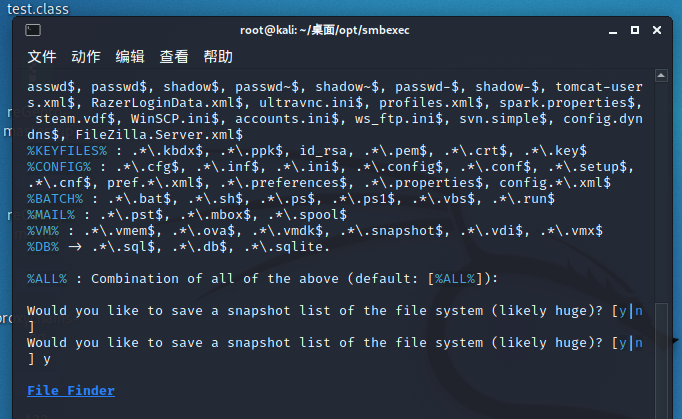 test.class
root@kali: ~/桌面/opt/smbexec
文件 动作 编辑 查看 帮助
asswd$, passwd$, shadow$, passwd~$, shadow~$, passwd-$, shadow-$, tomcat-user
s.xml$, RazerLoginData.xml$, ultravnc.ini$, profiles.xml$, spark.properties$,
steam.vdf$, WinSCP.ini$, accounts.ini$, ws_ftp.ini$, svn.simple$, config.dyn
dns$, FileZilla.Server.xml$
%KEYFILES% : .*\.kbdx$, .*\.ppk$, id_rsa, .*\.pem$, .*\.crt$, .*\.key$
%CONFIG% : .*\.cfg$, .*\.inf$, .*\.ini$, .*\.config$, .*\.conf$, .*\.setup$,
.*\.cnf$, pref.*\.xml$, .*\.preferences$, .*\.properties$, config.*\.xml$
%BATCH% : .*\.bat$, .*\.sh$, .*\.ps$, .*\.ps1$, .*\.vbs$, .*\.run$
%MAIL% : .*\.pst$, .*\.mbox$, .*\.spool$
%VM% : .*\.vmem$, .*\.ova$, .*\.vmdk$, .*\.snapshot$, .*\.vdi$, .*\.vmx$
%DB% -> .*\.sql$, .*\.db$, .*\.sqlite.
%ALL% : Combination of all of the above (default: [%ALL%]):
Would you like to save a snapshot list of the file system (likely huge)? [y|n
]
Would you like to save a snapshot list of the file system (likely huge)? [y|n
] y
File Finder